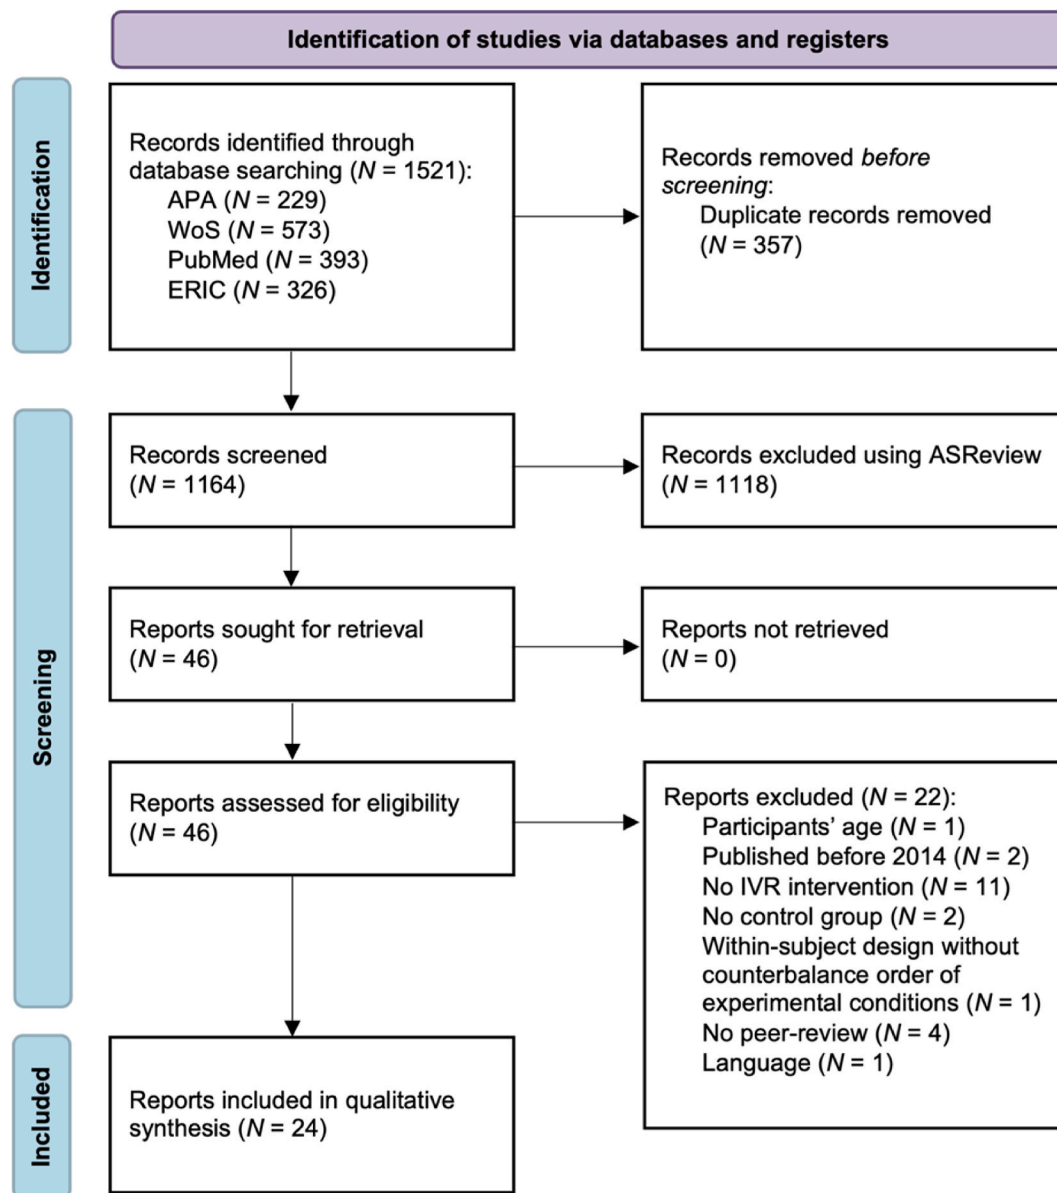 Identification of studies via databases and registers
Identification
Records identified through
database searching (N = 1521):
APA (N = 229)
WoS (N = 573)
PubMed (N = 393)
ERIC (N = 326)
Records removed before
screening:
Duplicate records removed
(N = 357)
Screening
Records screened
(N = 1164)
Records excluded using ASReview
(N = 1118)
Reports sought for retrieval
(N = 46)
Reports not retrieved
(N = 0)
Reports assessed for eligibility
(N = 46)
Reports excluded (N = 22):
Participants’ age (N = 1)
Published before 2014 (N = 2)
No IVR intervention (N = 11)
No control group (N = 2)
Within-subject design without
counterbalance order of
experimental conditions (N = 1)
No peer-review (N = 4)
Language (N = 1)
Included
Reports included in qualitative
synthesis (N = 24)